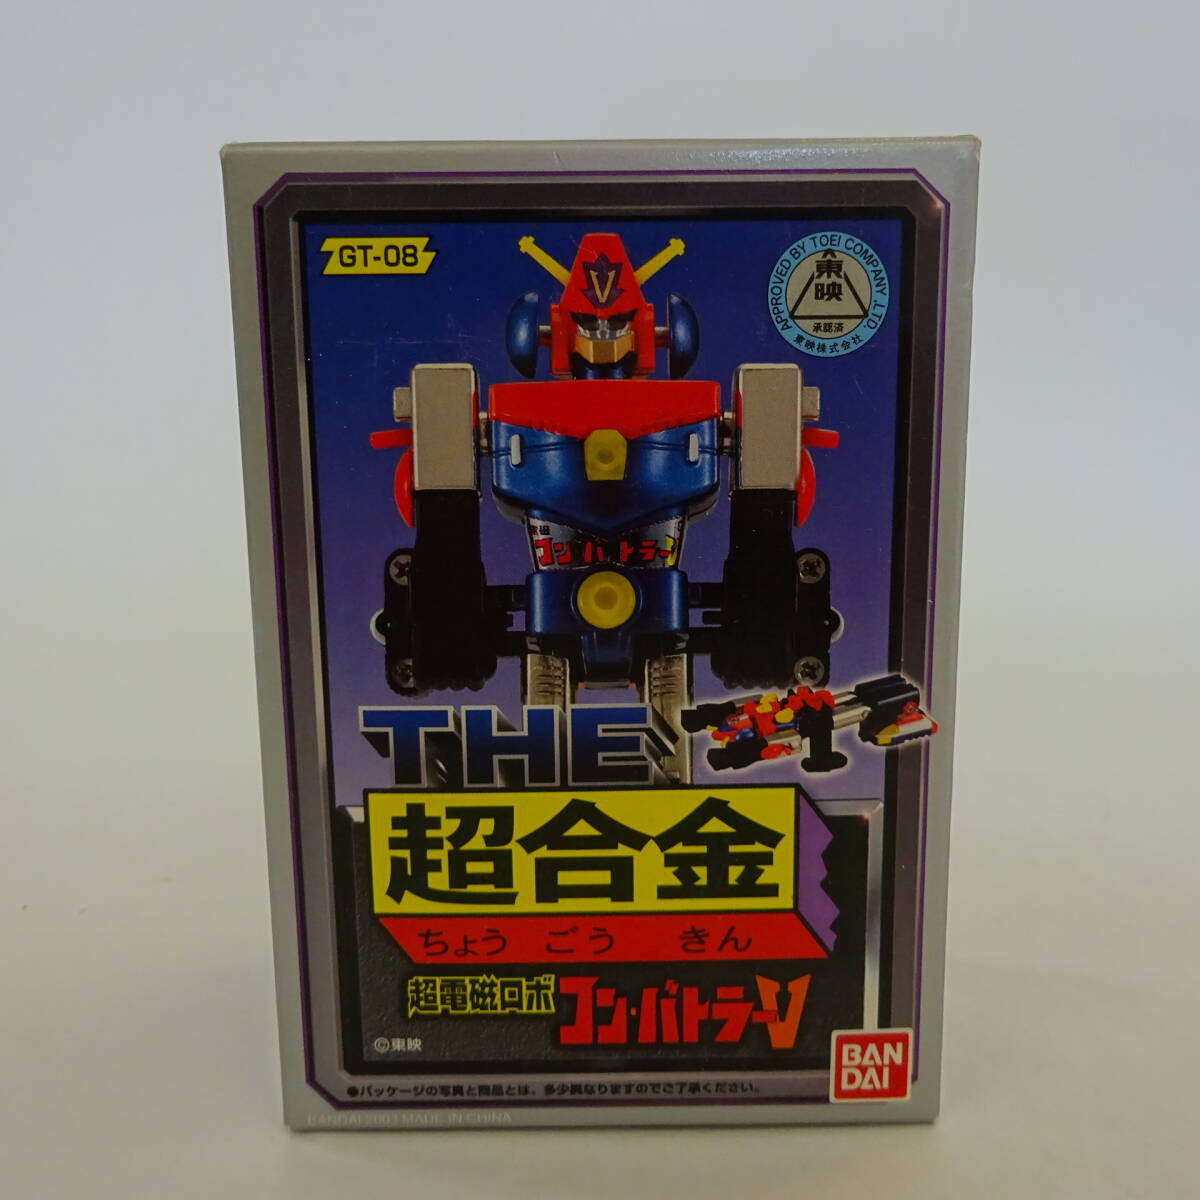 GT-08
APPROVED BY TOEI COMPANY.,LTD.
東映
承認済
東映株式会社
V
コン・バトラーV
THE
超合金
ちょう ごう きん
超電磁ロボ コン・バトラーV
©東映
BAN
DAI
●パッケージの写真と商品とは、多少異なりますのでご了承ください。
BANDAI 2003 MADE IN CHINA